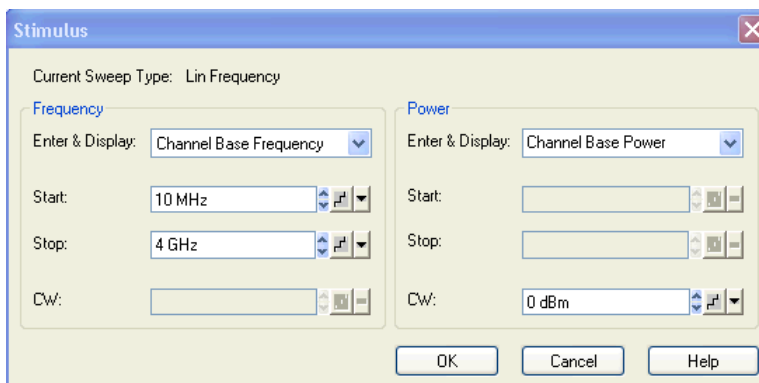 Stimulus
Current Sweep Type: Lin Frequency
Frequency
Enter & Display: Channel Base Frequency
Start: 10 MHz
Stop: 4 GHz
CW:
Power
Enter & Display: Channel Base Power
Start:
Stop:
CW: 0 dBm
OK Cancel Help